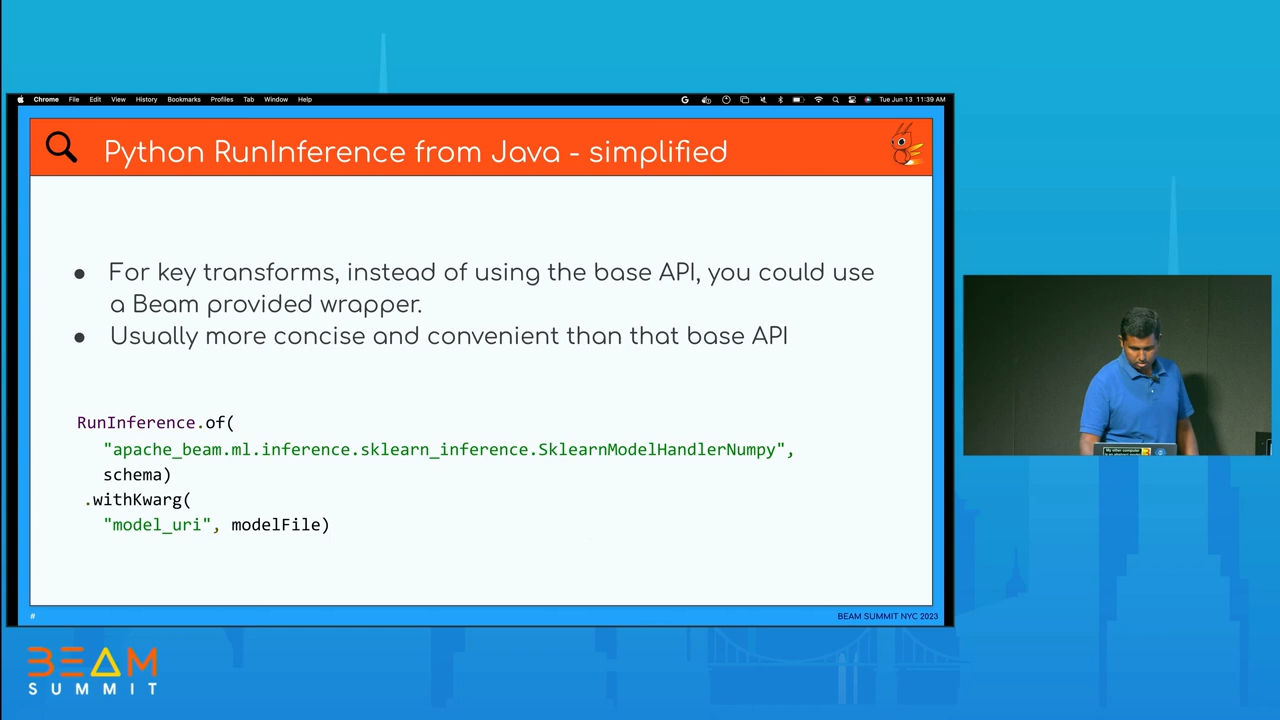 Chrome File Edit View History Bookmarks Profiles Tab Window Help
Tue Jun 13 11:39 AM
Python RunInference from Java - simplified
● For key transforms, instead of using the base API, you could use
a Beam provided wrapper.
● Usually more concise and convenient than that base API
RunInference.of(
"apache_beam.ml.inference.sklearn_inference.SklearnModelHandlerNumpy",
schema)
.withKwarg(
"model_uri", modelFile)
#
BEAM SUMMIT NYC 2023
BEAM
SUMMIT
My other computer